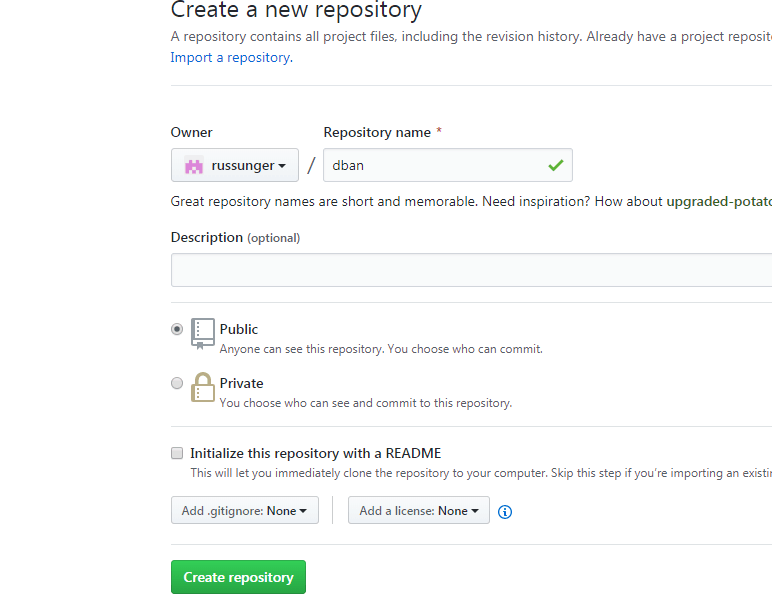 Create a new repository
A repository contains all project files, including the revision history. Already have a project
Import a repository.
Owner Repository name *
russunger / dban
Great repository names are short and memorable. Need inspiration? How about
Description (optional)
Public
Anyone can see this repository. You choose who can commit.
Private
You choose who can see and commit to this repository.
Initialize this repository with a README
This will let you immediately clone the repository to your computer. Skip this step if you’re importing an
Add .gitignore: None Add a license: None
Create repository